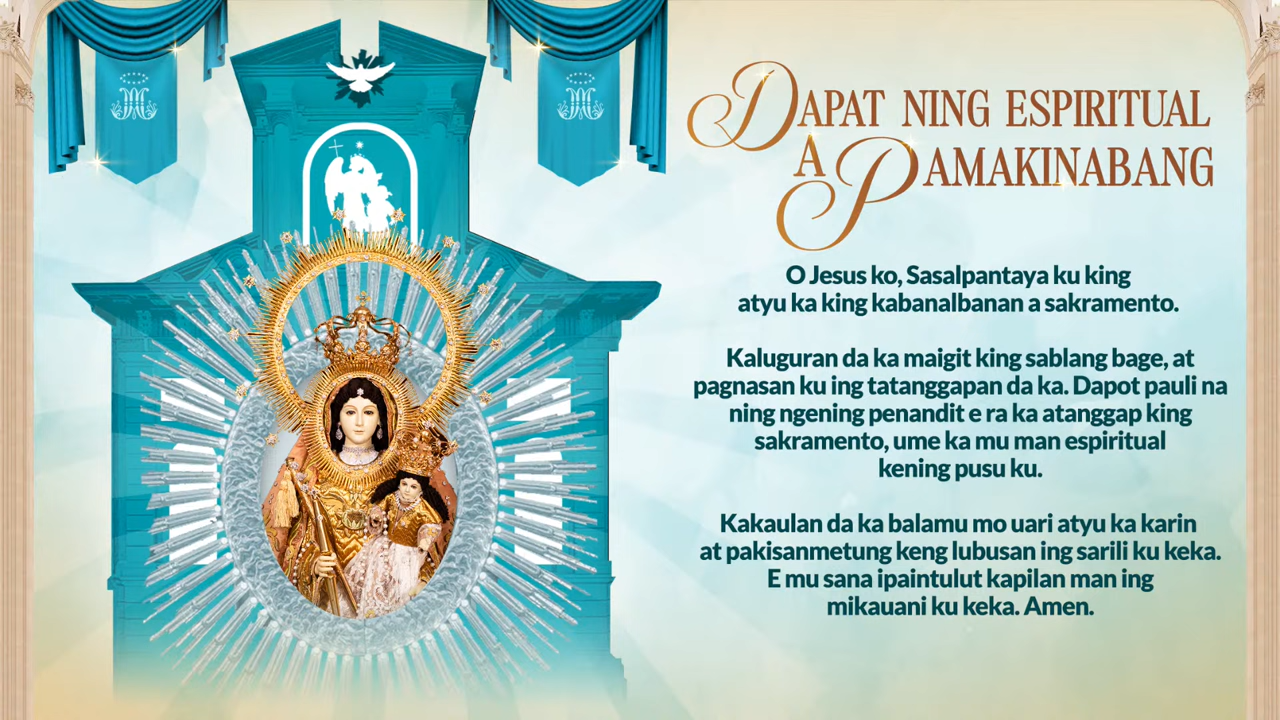 DAPAT NING ESPIRITUAL
A PAMAKINABANG
O Jesus ko, Sasalpantaya ku king
atyu ka king kabanalbanan a sakramento.
Kaluguran da ka maigit king sablang bage, at
pagnasan ku ing tatanggapan da ka. Dapot pauli na
ning ngening penandit e ra ka atanggap king
sakramento, ume ka mu man espiritual
kening pusu ku.
Kakaulan da ka balamu mo uari atyu ka karin
at pakisanmetung keng lubusan ing sarili ku keka.
E mu sana ipaintulut kapilan man ing
mikauani ku keka. Amen.